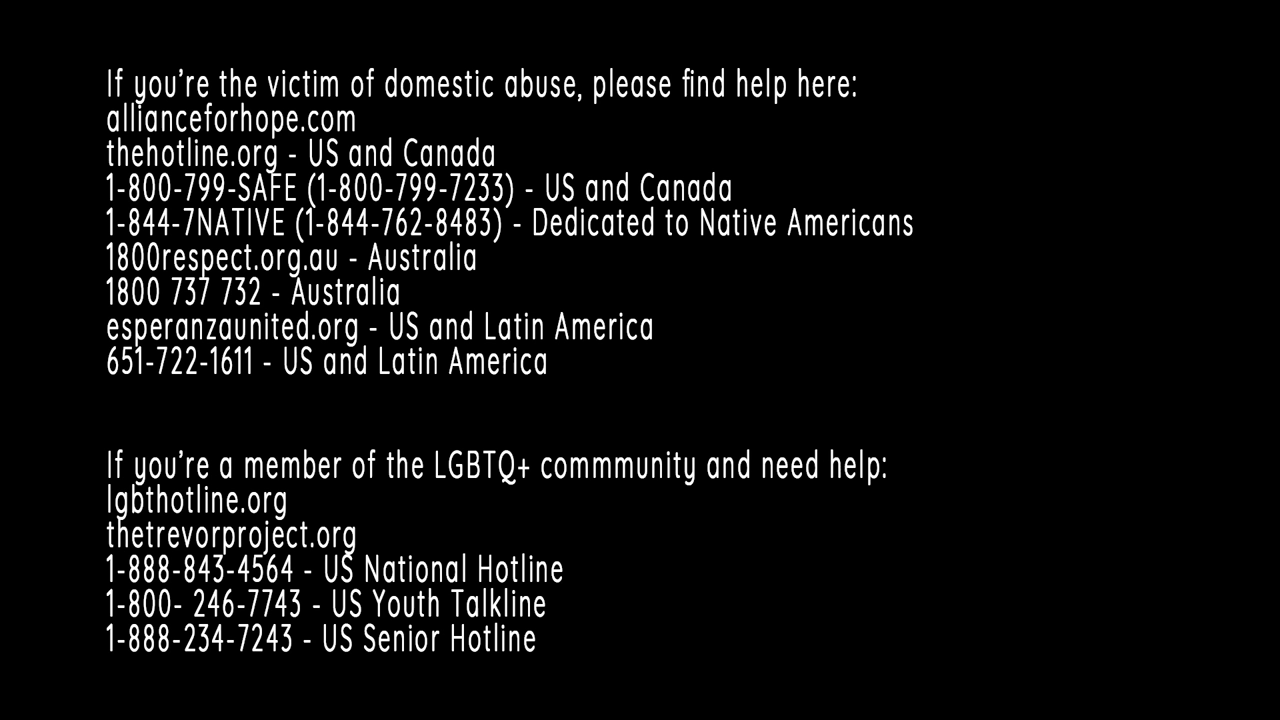 If you’re the victim of domestic abuse, please find help here:
allianceforhope.com
thehotline.org - US and Canada
1-800-799-SAFE (1-800-799-7233) - US and Canada
1-844-7NATIVE (1-844-762-8483) - Dedicated to Native Americans
1800respect.org.au - Australia
1800 737 732 - Australia
esperanzaunited.org - US and Latin America
651-722-1611 - US and Latin America
If you’re a member of the LGBTQ+ commmunity and need help:
lgbthotline.org
thetrevorproject.org
1-888-843-4564 - US National Hotline
1-800- 246-7743 - US Youth Talkline
1-888-234-7243 - US Senior Hotline